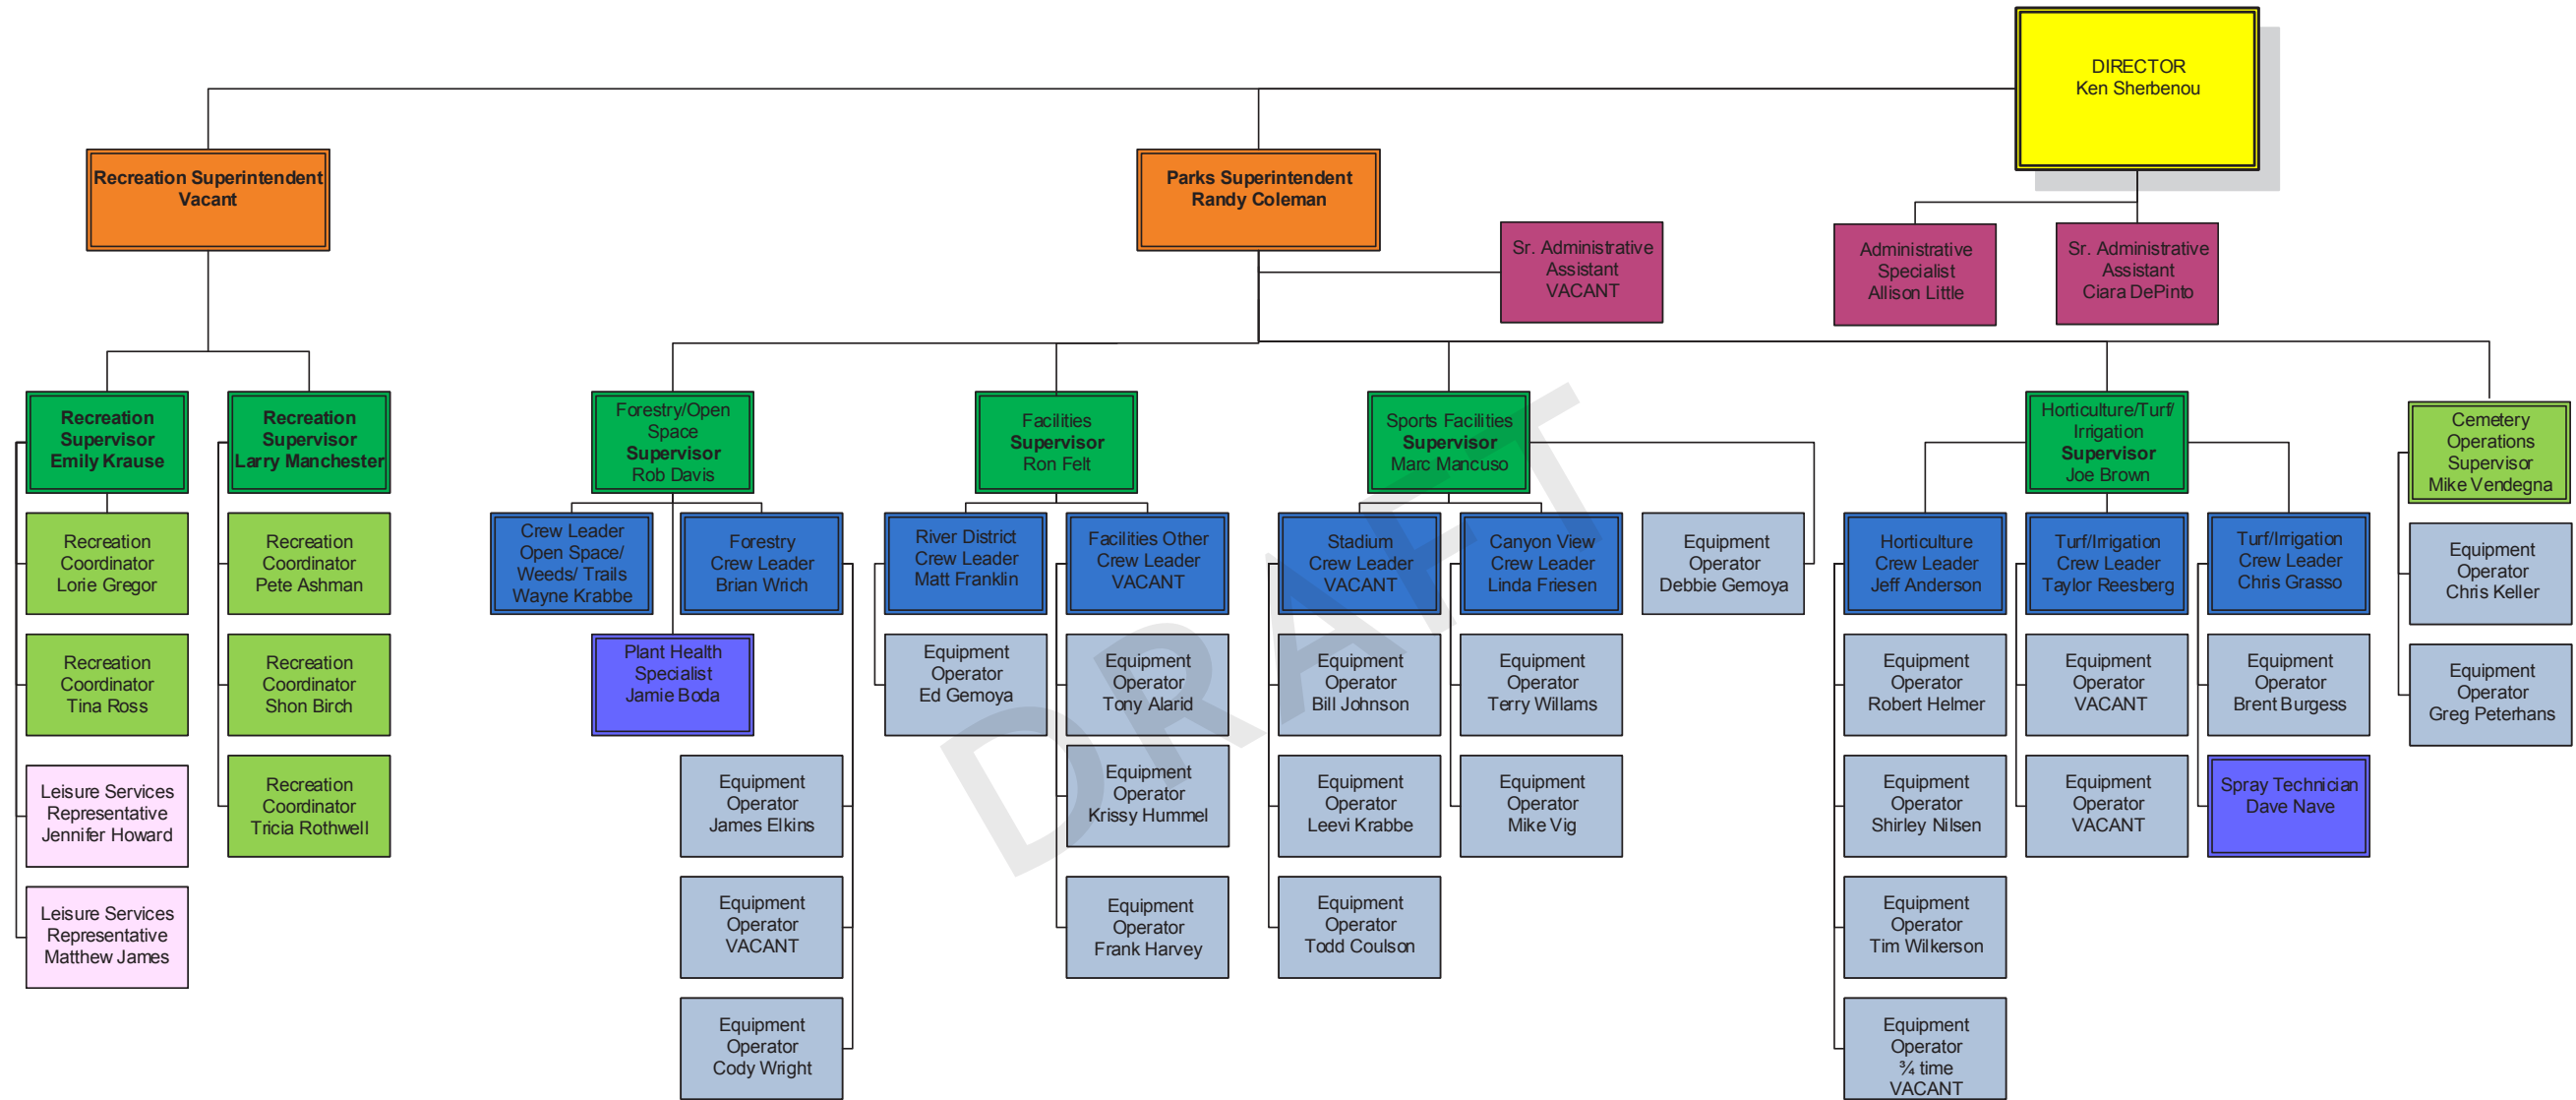 DIRECTOR
Ken Sherbenou
Recreation Superintendent
Vacant
Parks Superintendent
Randy Coleman
Sr. Administrative
Assistant
VACANT
Administrative
Specialist
Allison Little
Sr. Administrative
Assistant
Ciara DePinto
Recreation
Supervisor
Emily Krause
Recreation
Supervisor
Larry Manchester
Forestry/Open
Space
Supervisor
Rob Davis
Facilities
Supervisor
Ron Felt
Sports Facilities
Supervisor
Marc Mancuso
Horticulture/Turf/
Irrigation
Supervisor
Joe Brown
Cemetery
Operations
Supervisor
Mike Vendegna
Recreation
Coordinator
Lorie Gregor
Recreation
Coordinator
Pete Ashman
Crew Leader
Open Space/
Weeds/ Trails
Wayne Krabbe
Forestry
Crew Leader
Brian Wrich
River District
Crew Leader
Matt Franklin
Facilities Other
Crew Leader
VACANT
Stadium
Crew Leader
VACANT
Canyon View
Crew Leader
Linda Friesen
Equipment
Operator
Debbie Gemoya
Horticulture
Crew Leader
Jeff Anderson
Turf/Irrigation
Crew Leader
Taylor Reesberg
Turf/Irrigation
Crew Leader
Chris Grasso
Equipment
Operator
Chris Keller
Recreation
Coordinator
Tina Ross
Recreation
Coordinator
Shon Birch
Plant Health
Specialist
Jamie Boda
Equipment
Operator
Ed Gemoya
Equipment
Operator
Tony Alarid
Equipment
Operator
Bill Johnson
Equipment
Operator
Terry Willams
Equipment
Operator
Robert Helmer
Equipment
Operator
VACANT
Equipment
Operator
Brent Burgess
Equipment
Operator
Greg Peterhans
Leisure Services
Representative
Jennifer Howard
Recreation
Coordinator
Tricia Rothwell
Equipment
Operator
James Elkins
Equipment
Operator
Krissy Hummel
Equipment
Operator
Leevi Krabbe
Equipment
Operator
Mike Vig
Equipment
Operator
Shirley Nilsen
Equipment
Operator
VACANT
Spray Technician
Dave Nave
Leisure Services
Representative
Matthew James
Equipment
Operator
VACANT
Equipment
Operator
Frank Harvey
Equipment
Operator
Todd Coulson
Equipment
Operator
Tim Wilkerson
Equipment
Operator
Cody Wright
Equipment
Operator
¾ time
VACANT
DRAFT